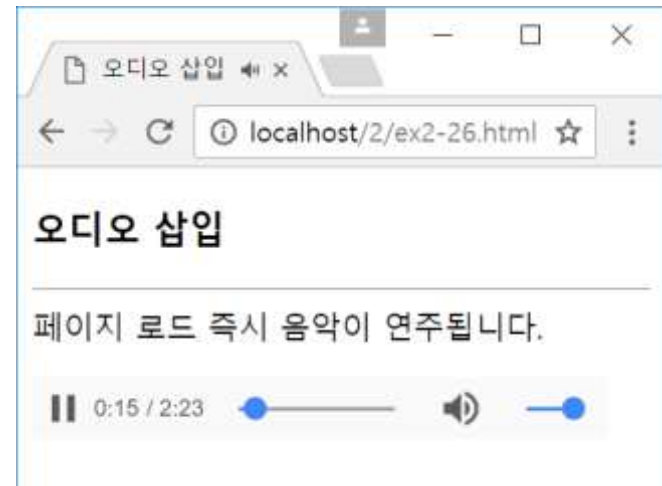 오디오 삽입
localhost/2/ex2-26.html
오디오 삽입
페이지 로드 즉시 음악이 연주됩니다.
0:15 / 2:23